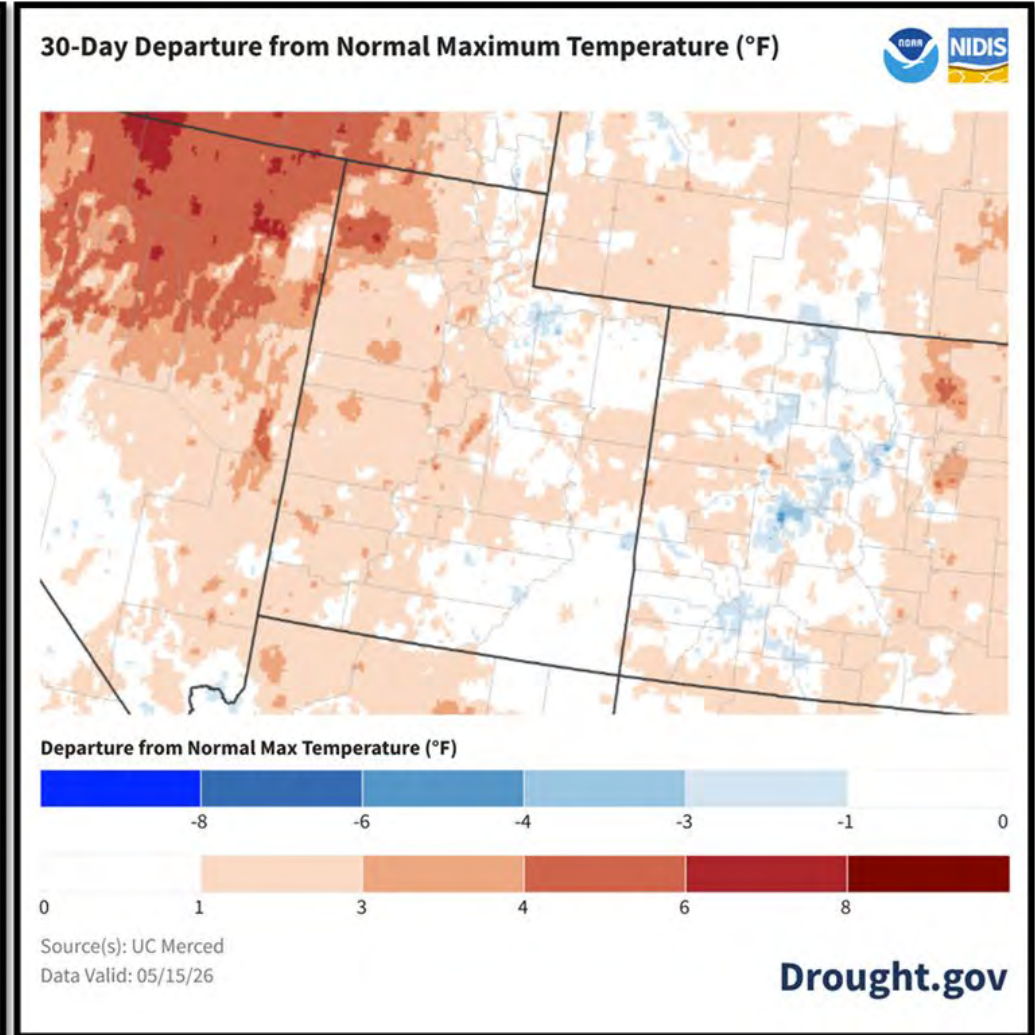 30-Day Departure from Normal Maximum Temperature (°F)
NOAA
NIDIS
Departure from Normal Max Temperature (°F)
-8 -6 -4 -3 -1 0
0 1 3 4 6 8
Source(s): UC Merced
Data Valid: 05/15/26
Drought.gov